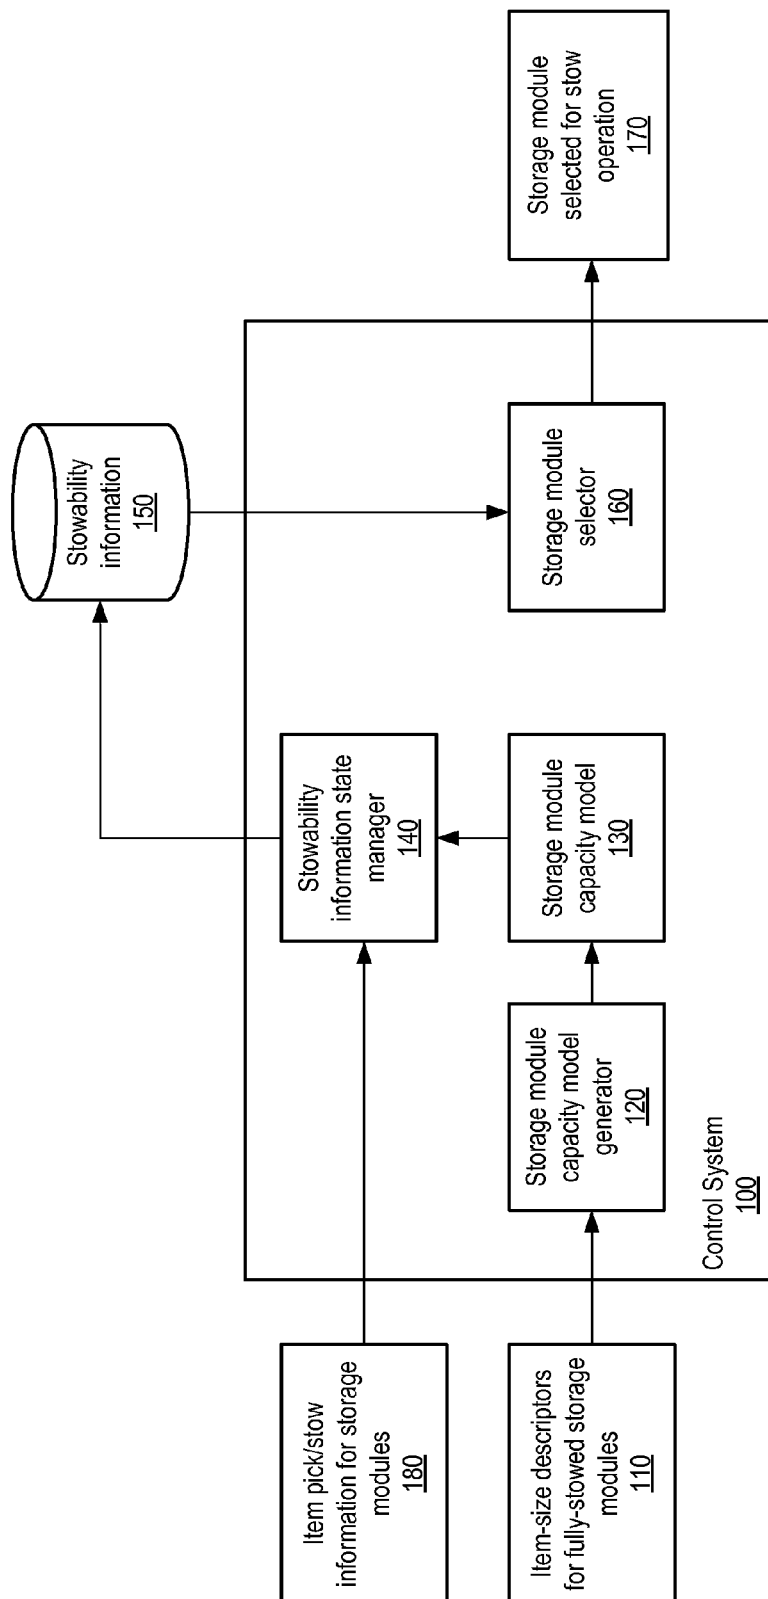 Stowability
information
150
Item pick/stow
information for storage
modules
180
Stowability
information state
manager
140
Item-size descriptors
for fully-stowed storage
modules
110
Storage module
capacity model
generator
120
Storage module
capacity model
130
Storage module
selector
160
Storage module
selected for stow
operation
170
Control System
100